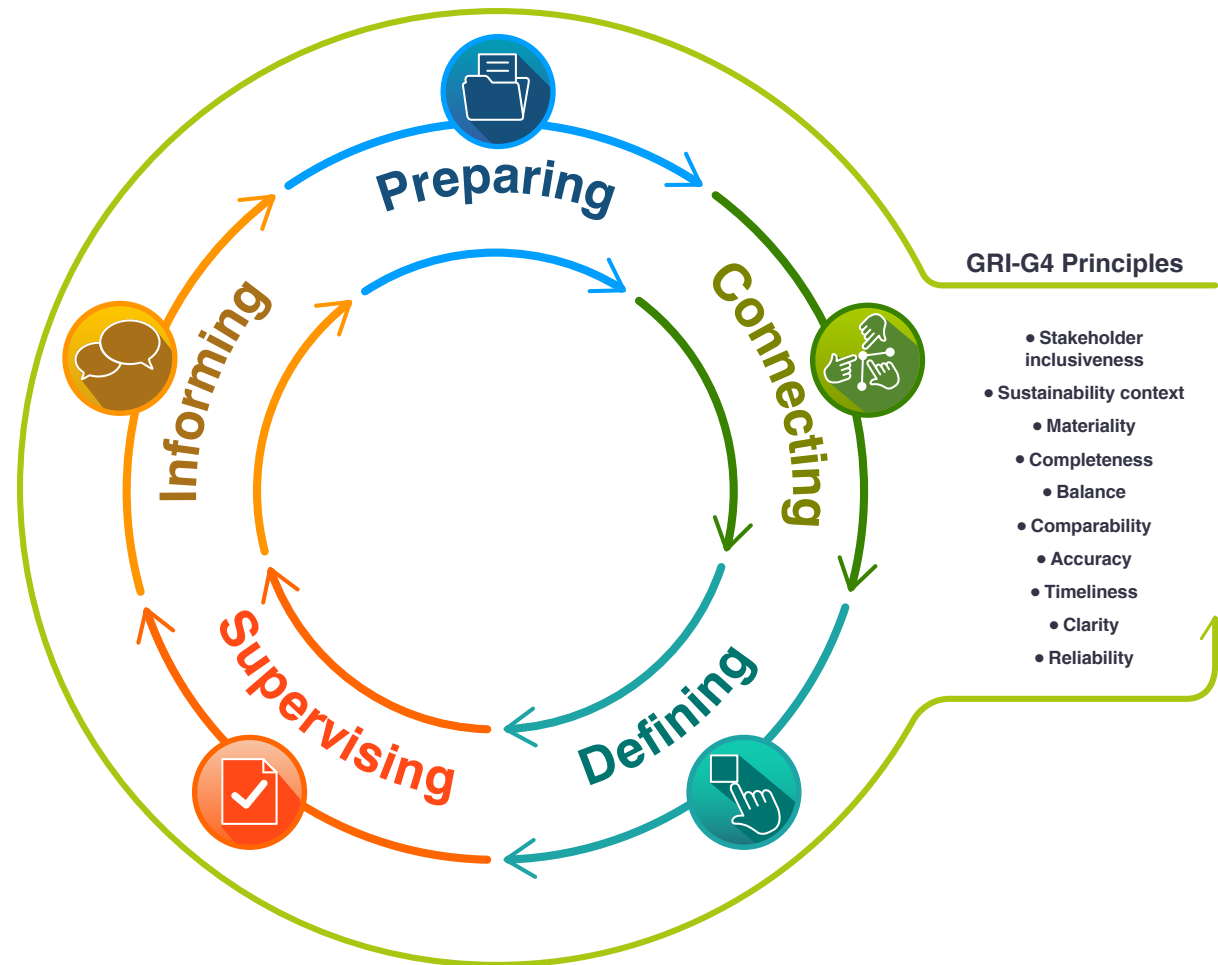 Preparing
Connecting
Defining
Supervising
Informing
GRI-G4 Principles
● Stakeholder
inclusiveness
● Sustainability context
● Materiality
● Completeness
● Balance
● Comparability
● Accuracy
● Timeliness
● Clarity
● Reliability